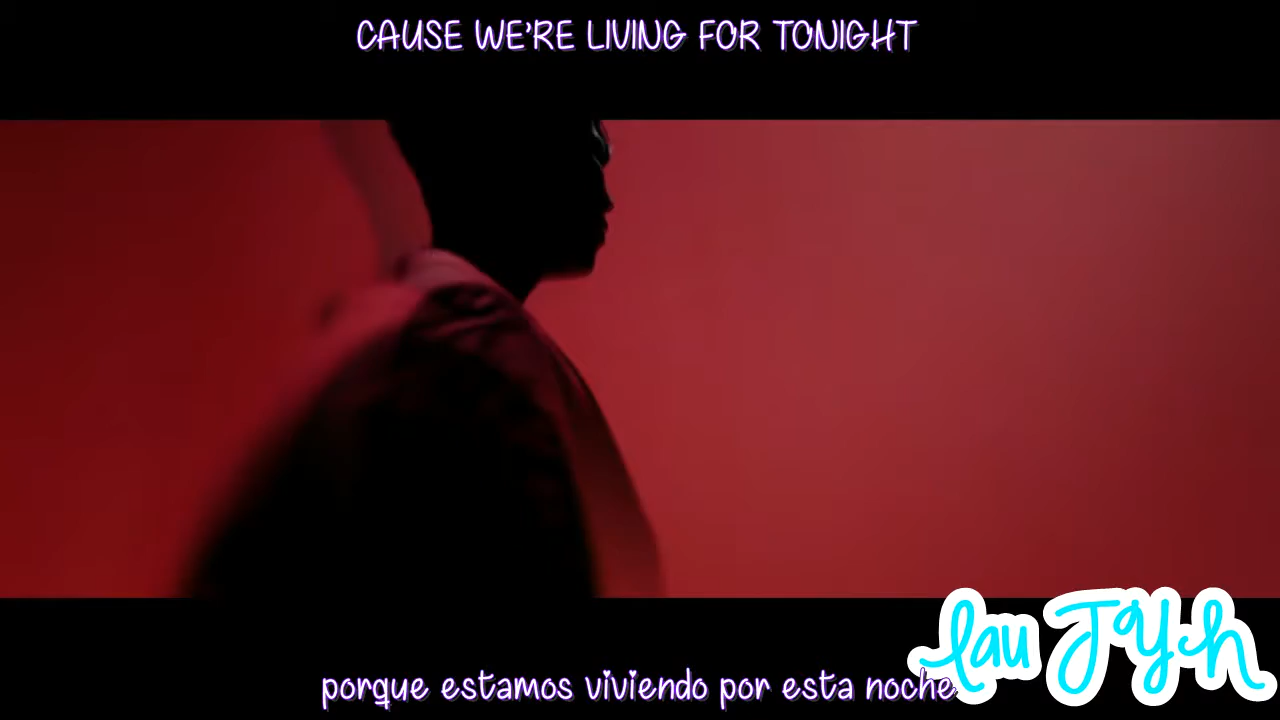 CAUSE WE'RE LIVING FOR TONIGHT
lau Jyh
porque estamos viviendo por esta noche